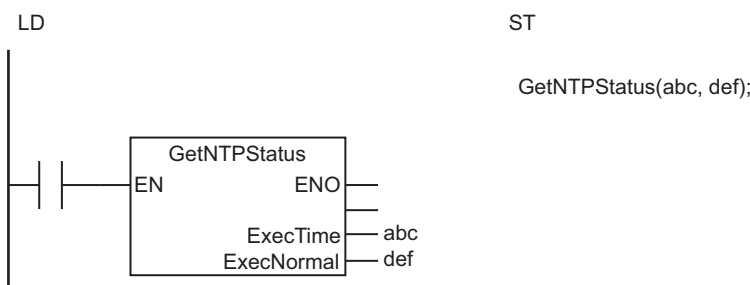 LD
ST
GetNTPStatus(abc, def);
GetNTPStatus
EN ENO
ExecTime abc
ExecNormal def